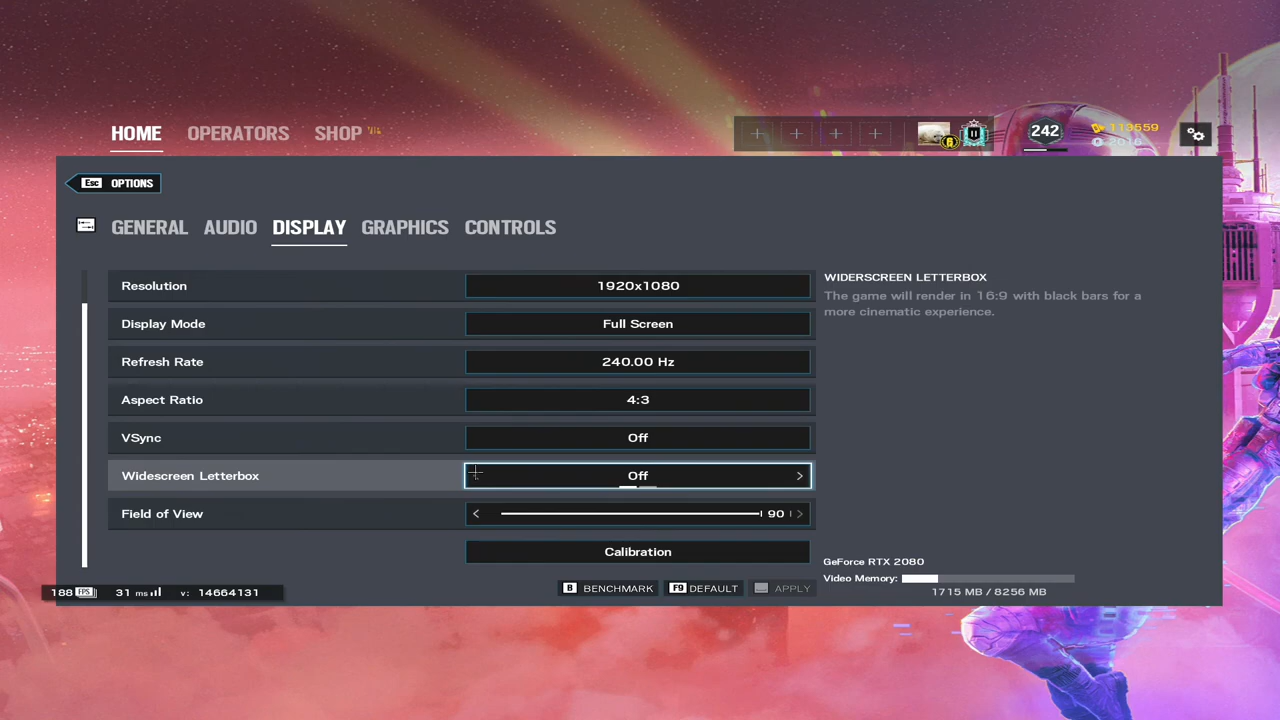 HOME OPERATORS SHOP
242
113559
2016
Esc OPTIONS
GENERAL AUDIO DISPLAY GRAPHICS CONTROLS
Resolution 1920x1080
Display Mode Full Screen
Refresh Rate 240.00 Hz
Aspect Ratio 4:3
VSync Off
Widescreen Letterbox Off
Field of View 90
Calibration
WIDERSCREEN LETTERBOX
The game will render in 16:9 with black bars for a
more cinematic experience.
GeForce RTX 2080
Video Memory:
1715 MB / 8256 MB
B BENCHMARK F9 DEFAULT APPLY
188 FPS 31 ms v: 14664131